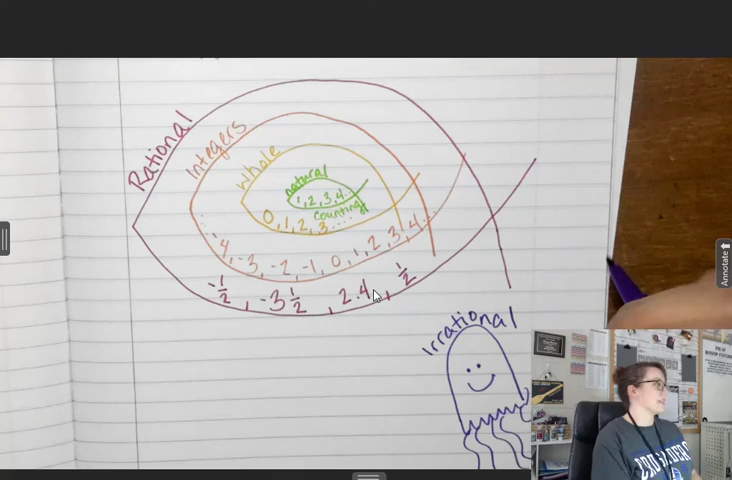 Rational
Integers
Whole
natural
1, 2, 3, 4...
counting
0, 1, 2, 3....
... -4, -3, -2, -1, 0, 1, 2, 3, 4...
-1/2, -3 1/2, 2.4, 1/2
Irrational
Annotate